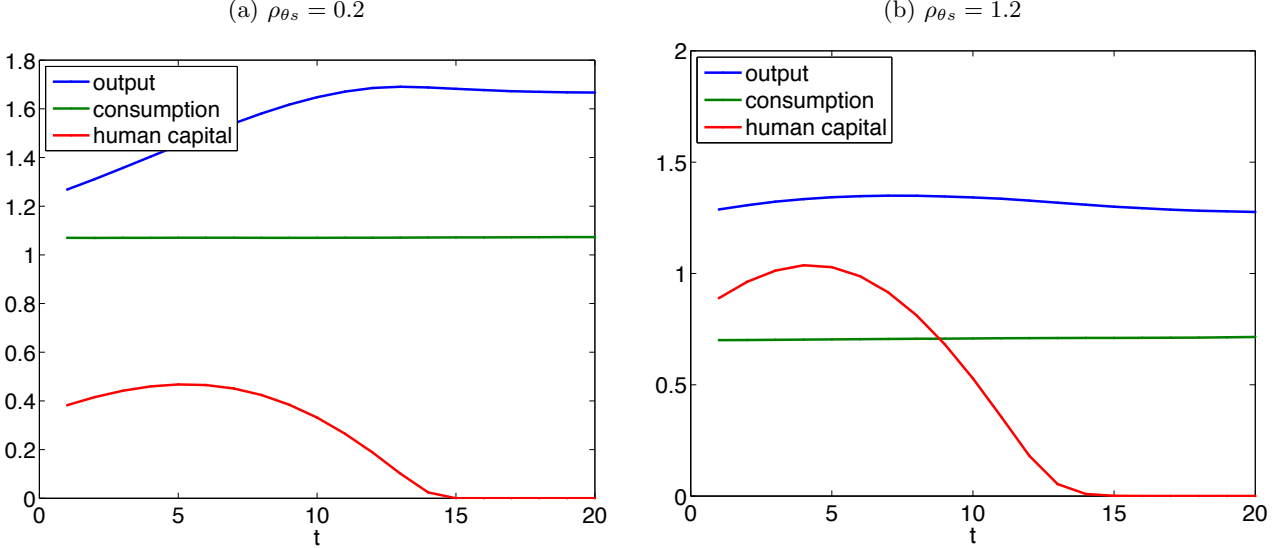 (a) ρθs = 0.2
1.8
1.6
1.4
1.2
1
0.8
0.6
0.4
0.2
0
output
consumption
human capital
0 5 10 15 20
t
(b) ρθs = 1.2
2
1.5
1
0.5
0
output
consumption
human capital
0 5 10 15 20
t